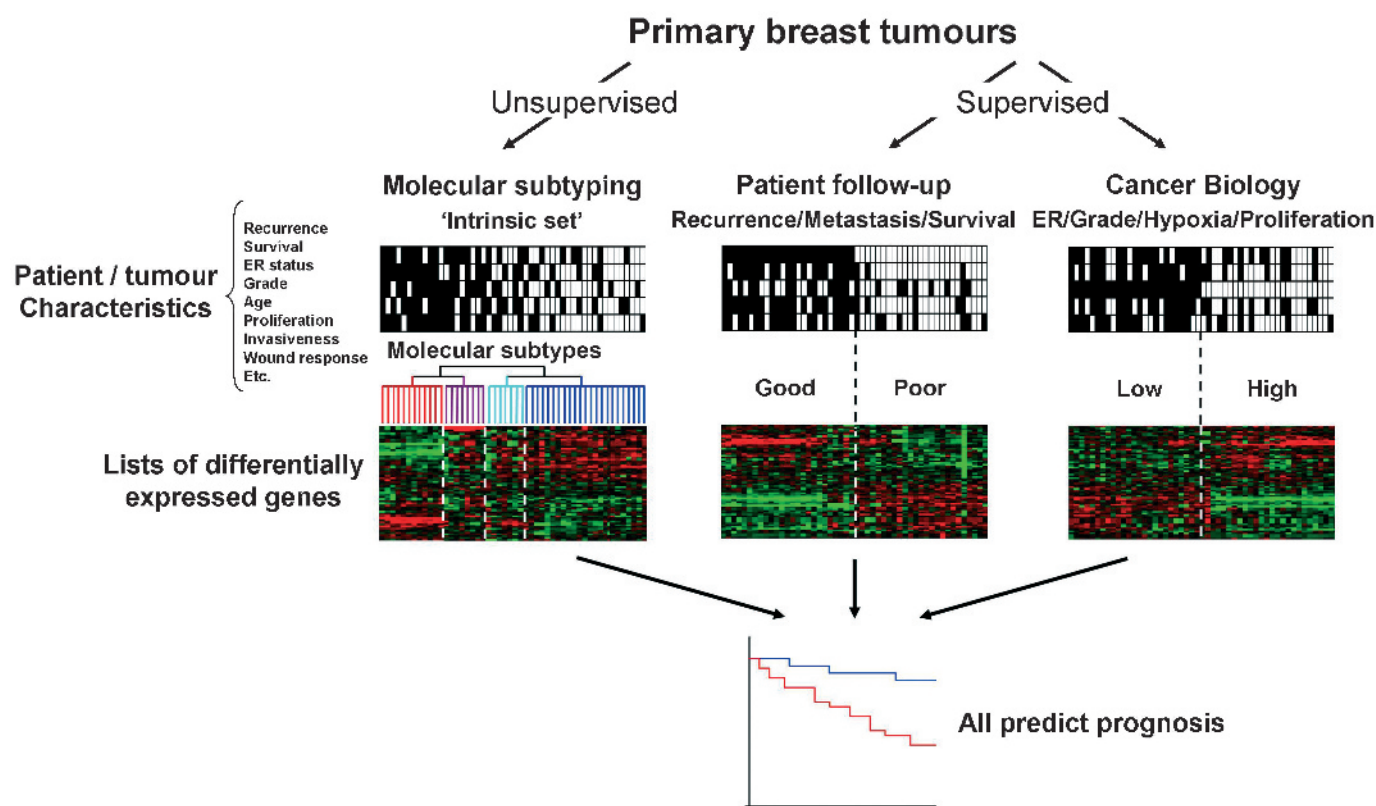 Primary breast tumours
Unsupervised
Supervised
Molecular subtyping
'Intrinsic set'
Patient follow-up
Recurrence/Metastasis/Survival
Cancer Biology
ER/Grade/Hypoxia/Proliferation
Patient / tumour
Characteristics
Recurrence
Survival
ER status
Grade
Age
Proliferation
Invasiveness
Wound response
Etc.
Molecular subtypes
Good
Poor
Low
High
Lists of differentially
expressed genes
All predict prognosis